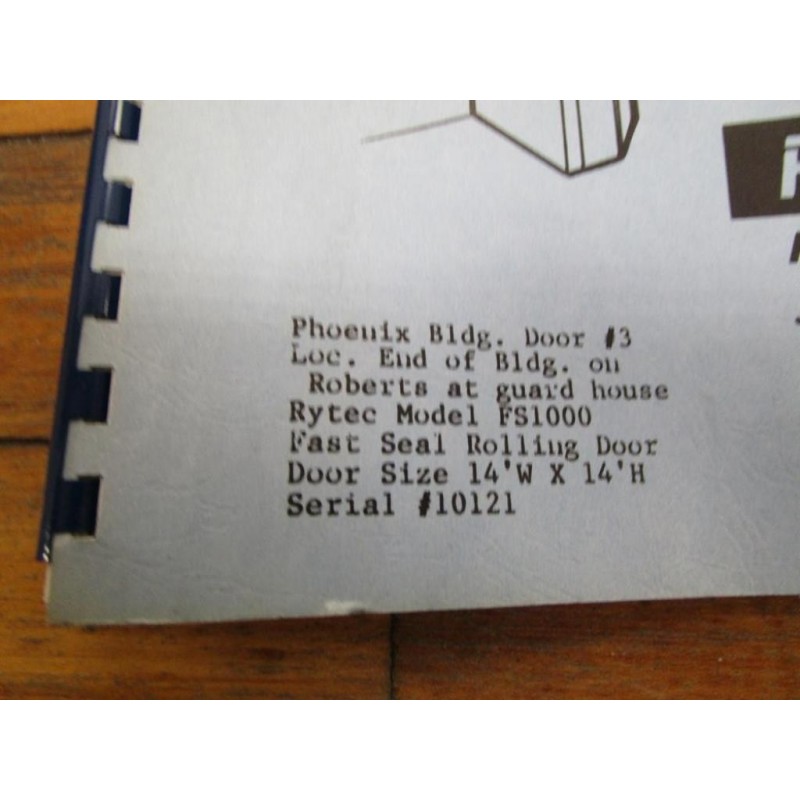 Phoenix Bldg. Door #3
Loc. End of Bldg. on
Roberts at guard house
Rytec Model FS1000
Fast Seal Rolling Door
Door Size 14'W X 14'H
Serial #10121